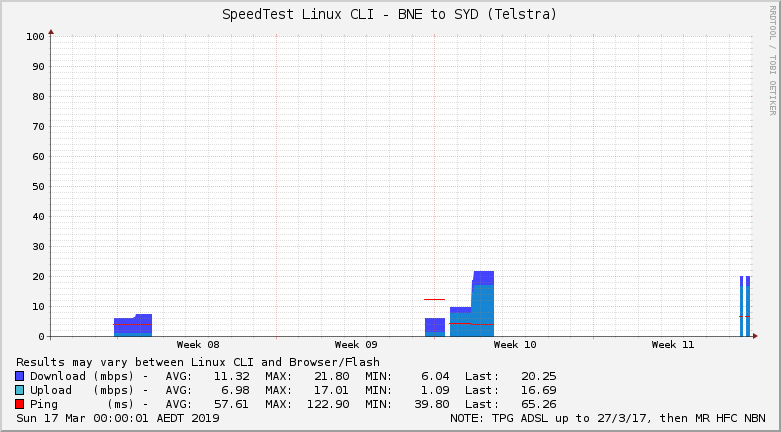 SpeedTest Linux CLI - BNE to SYD (Telstra)
RRDTOOL / TOBI OETIKER
100
90
80
70
60
50
40
30
20
10
0
Week 08 Week 09 Week 10 Week 11
Results may vary between Linux CLI and Browser/Flash
Download (mbps) - AVG: 11.32 MAX: 21.80 MIN: 6.04 Last: 20.25
Upload (mbps) - AVG: 6.98 MAX: 17.01 MIN: 1.09 Last: 16.69
Ping (ms) - AVG: 57.61 MAX: 122.90 MIN: 39.80 Last: 65.26
Sun 17 Mar 00:00:01 AEDT 2019 NOTE: TPG ADSL up to 27/3/17, then MR HFC NBN